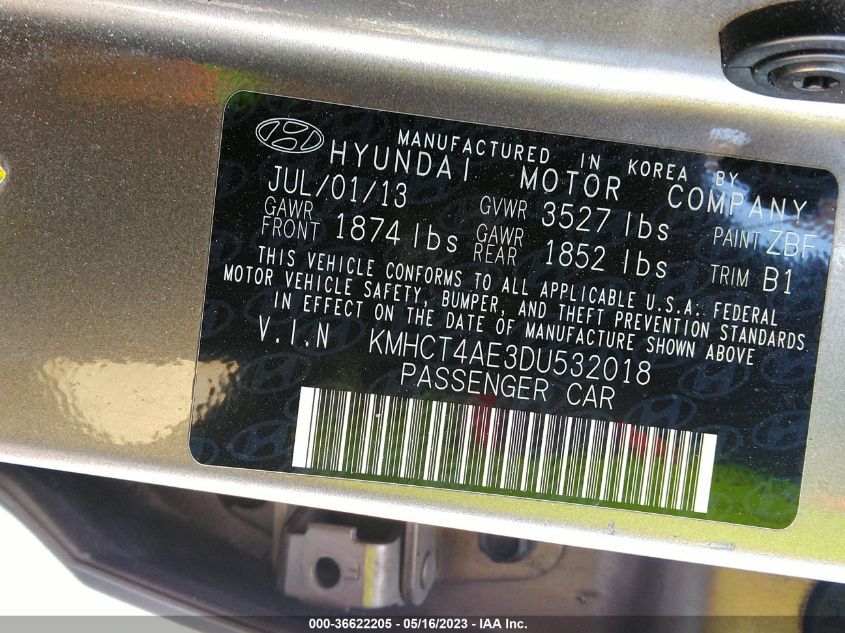 MANUFACTURED IN KOREA BY
HYUNDAI MOTOR COMPANY
JUL/01/13 GVWR 3527 lbs PAINT ZBF
GAWR FRONT 1874 lbs GAWR REAR 1852 lbs TRIM B1
THIS VEHICLE CONFORMS TO ALL APPLICABLE U.S.A. FEDERAL
MOTOR VEHICLE SAFETY, BUMPER, AND THEFT PREVENTION STANDARDS
IN EFFECT ON THE DATE OF MANUFACTURE SHOWN ABOVE
V.I.N KMHCT4AE3DU532018
PASSENGER CAR
000-36622205 - 05/16/2023 - IAA Inc.